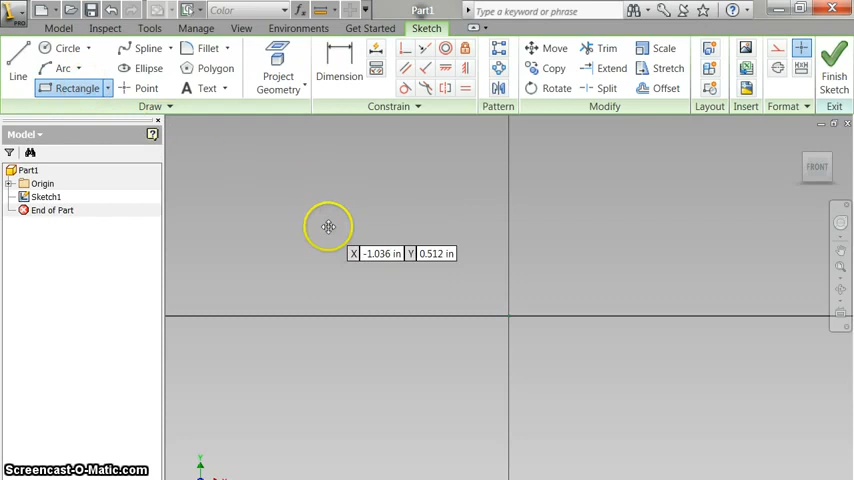 PRO Color Part1 Type a keyword or phrase
Model Inspect Tools Manage View Environments Get Started Sketch
Line Circle Arc Rectangle Spline Ellipse Point Fillet Polygon Text Project Geometry Dimension Move Copy Rotate Trim Extend Split Scale Stretch Offset Finish Sketch
Draw Constrain Pattern Modify Layout Insert Format Exit
Model
Part1
Origin
Sketch1
End of Part
FRONT
X -1.036 in Y 0.512 in
Y
Screencast-O-Matic.com